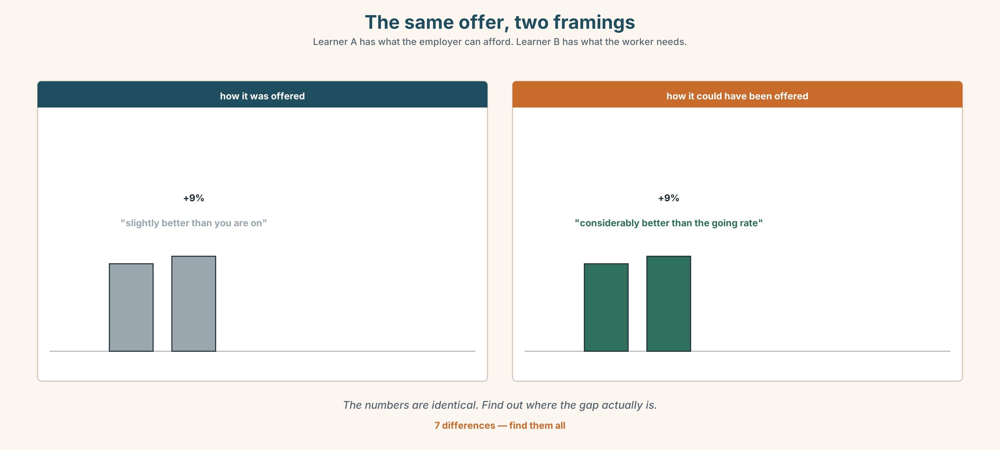 The same offer, two framings
Learner A has what the employer can afford. Learner B has what the worker needs.
how it was offered
+9%
"slightly better than you are on"
how it could have been offered
+9%
"considerably better than the going rate"
The numbers are identical. Find out where the gap actually is.
7 differences — find them all